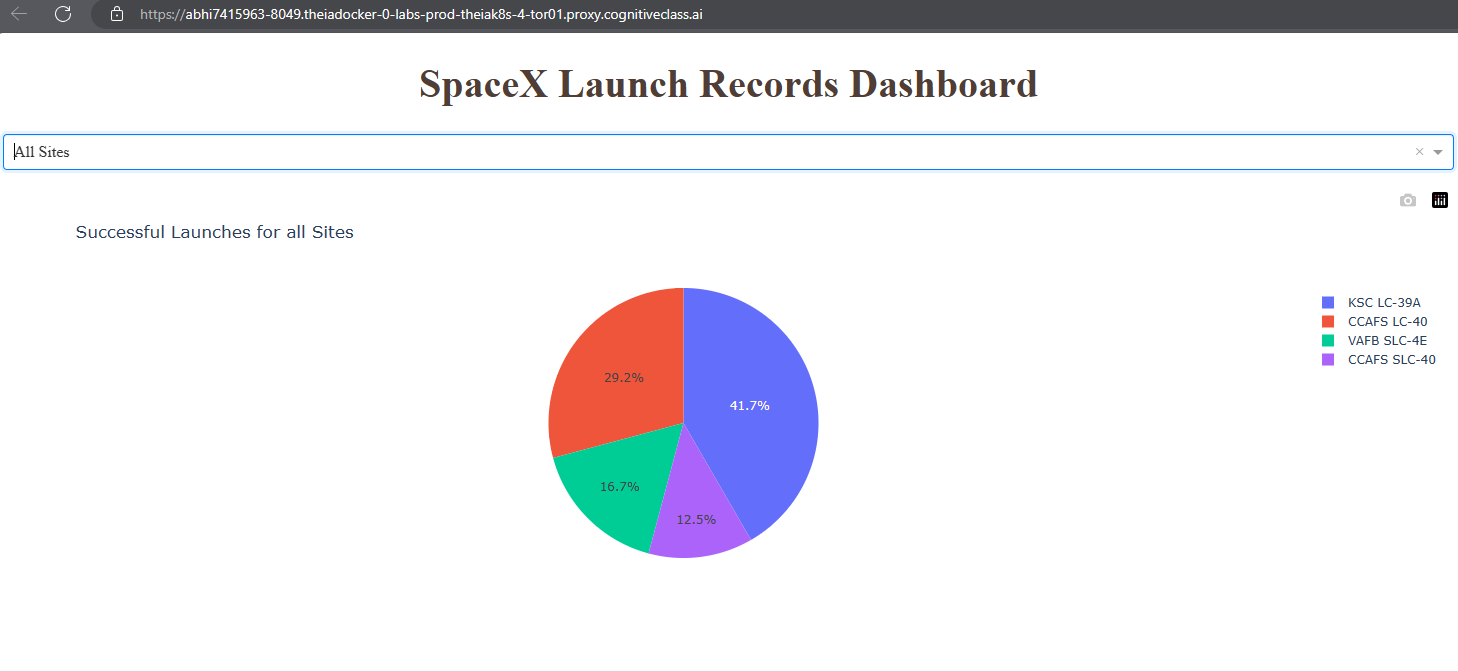 https://abhi7415963-8049.theiadocker-0-labs-prod-theiak8s-4-tor01.proxy.cognitiveclass.ai
SpaceX Launch Records Dashboard
All Sites
Successful Launches for all Sites
KSC LC-39A
CCAFS LC-40
VAFB SLC-4E
CCAFS SLC-40
29.2%
41.7%
16.7%
12.5%